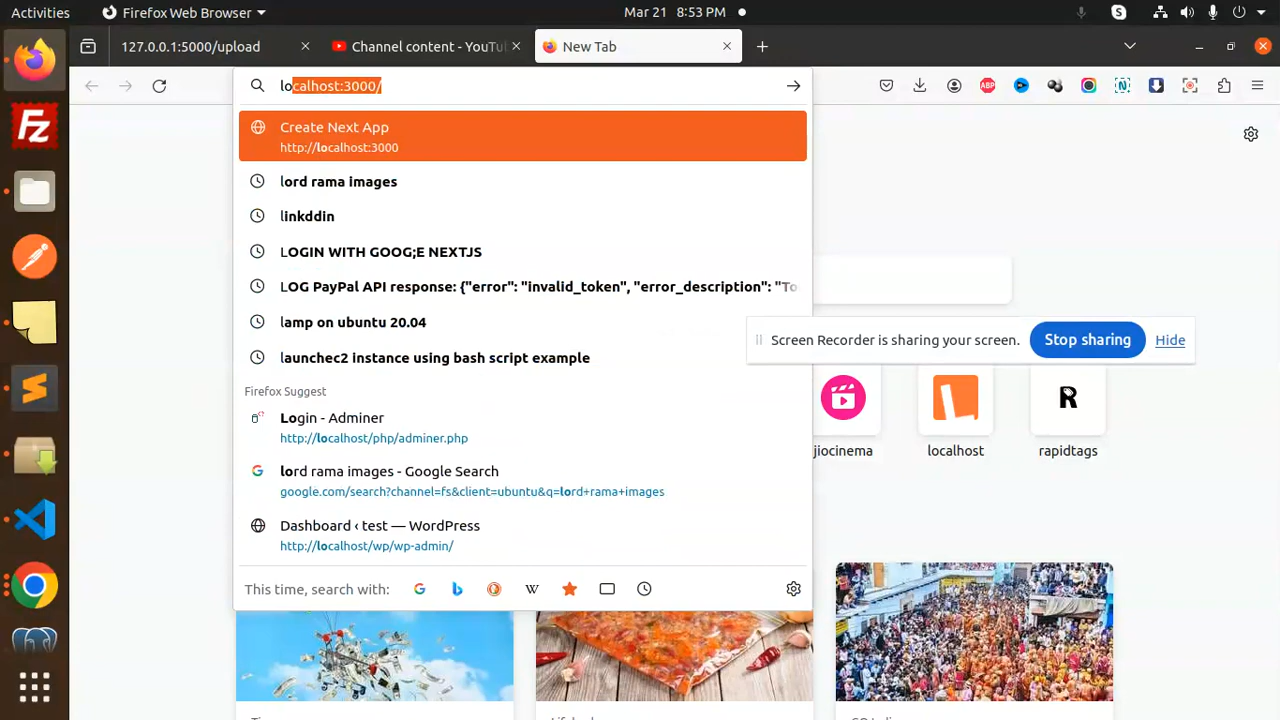 Activities
Firefox Web Browser
Mar 21 8:53 PM
127.0.0.1:5000/upload
Channel content - YouTu
New Tab
localhost:3000/
Create Next App
http://localhost:3000
lord rama images
linkddin
LOGIN WITH GOOG;E NEXTJS
LOG PayPal API response: {"error": "invalid_token", "error_description": "To
lamp on ubuntu 20.04
launchec2 instance using bash script example
Firefox Suggest
Login - Adminer
http://localhost/php/adminer.php
lord rama images - Google Search
google.com/search?channel=fs&client=ubuntu&q=lord+rama+images
Dashboard ‹ test — WordPress
http://localhost/wp/wp-admin/
This time, search with:
Screen Recorder is sharing your screen.
Stop sharing
Hide
jiocinema
localhost
rapidtags